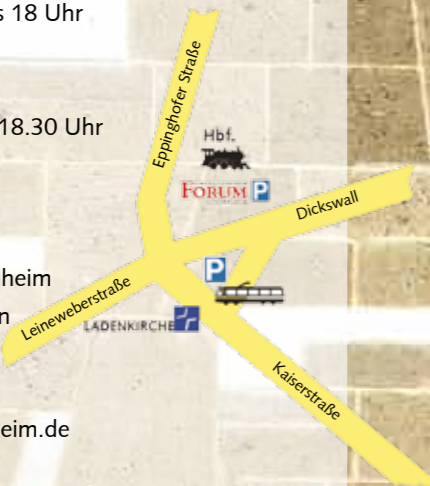 s 18 Uhr
Eppinghofer Straße
18.30 Uhr
Hbf.
FORUM P
Dickswall
P
heim
n
Leineweberstraße
LADENKIRCHE
Kaiserstraße
eim.de